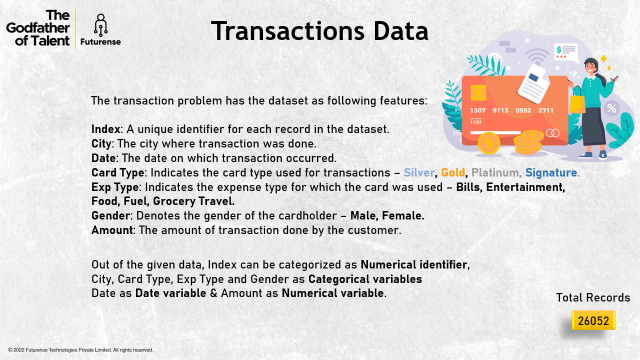 The
Godfather
of Talent
Futurense
Transactions Data
1307 9113 0592 2711
The transaction problem has the dataset as following features:
Index: A unique identifier for each record in the dataset.
City: The city where transaction was done.
Date: The date on which transaction occurred.
Card Type: Indicates the card type used for transactions – Silver, Gold, Platinum, Signature.
Exp Type: Indicates the expense type for which the card was used – Bills, Entertainment,
Food, Fuel, Grocery Travel.
Gender: Denotes the gender of the cardholder – Male, Female.
Amount: The amount of transaction done by the customer.
Out of the given data, Index can be categorized as Numerical identifier,
City, Card Type, Exp Type and Gender as Categorical variables
Date as Date variable & Amount as Numerical variable.
Total Records
26052
© 2022 Futurense Technologies Private Limited. All rights reserved.